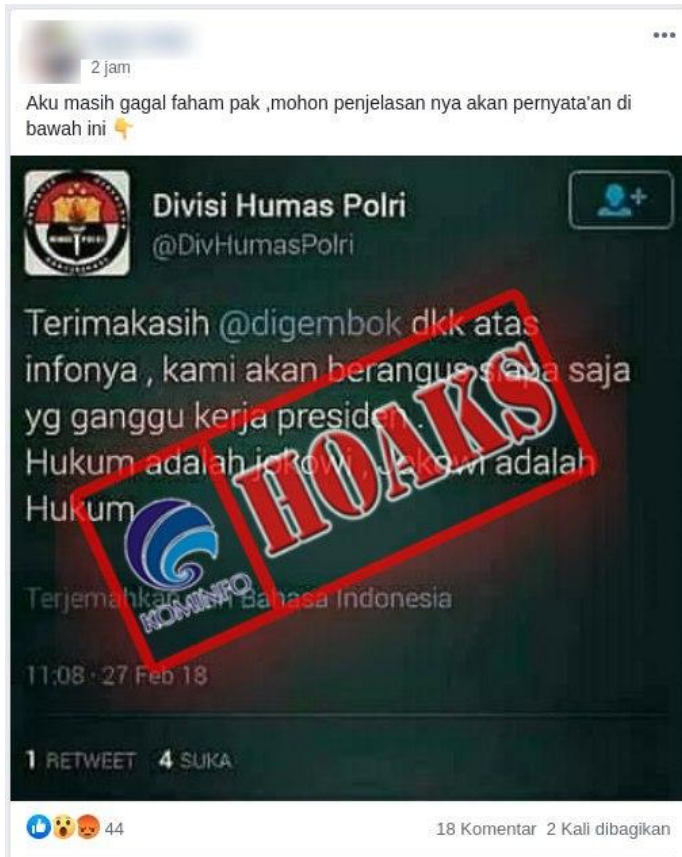 2 jam
Aku masih gagal faham pak ,mohon penjelasan nya akan pernyata'an di
bawah ini 👇
Divisi Humas Polri
@DivHumasPolri
Terimakasih @digembok dkk atas
infonya , kami akan berangus siapa saja
yg ganggu kerja presiden .
Hukum adalah jokowi , Jokowi adalah
Hukum
HOAKS
KOMINFO
Terjemahkan dari Bahasa Indonesia
11:08 · 27 Feb 18
1 RETWEET 4 SUKA
44
18 Komentar 2 Kali dibagikan